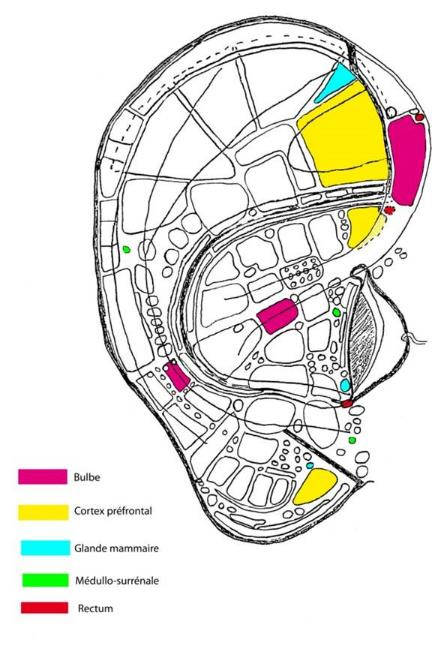 Bulbe
Cortex préfrontal
Glande mammaire
Médullo-surrénale
Rectum